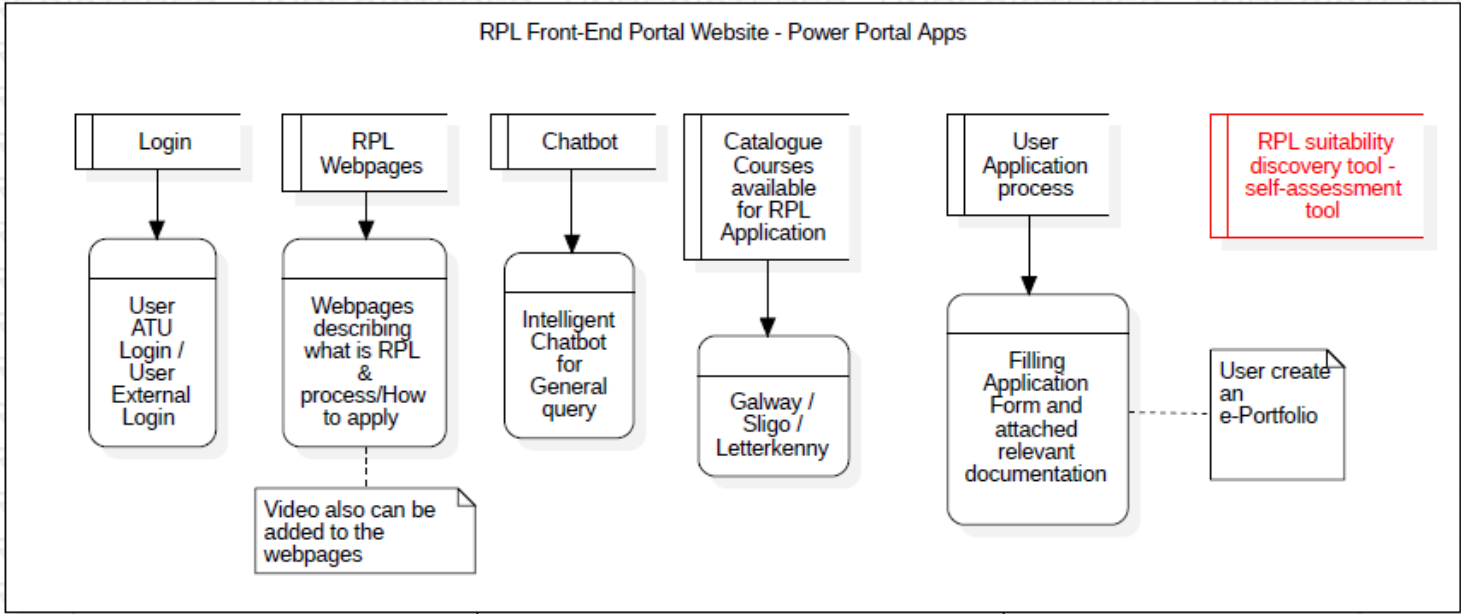 RPL Front-End Portal Website - Power Portal Apps
Login
RPL
Webpages
Chatbot
Catalogue
Courses
available
for RPL
Application
User
Application
process
RPL suitability
discovery tool -
self-assessment
tool
User
ATU
Login /
User
External
Login
Webpages
describing
what is RPL
&
process/How
to apply
Intelligent
Chatbot
for
General
query
Galway /
Sligo /
Letterkenny
Filling
Application
Form and
attached
relevant
documentation
User create
an
e-Portfolio
Video also can be
added to the
webpages